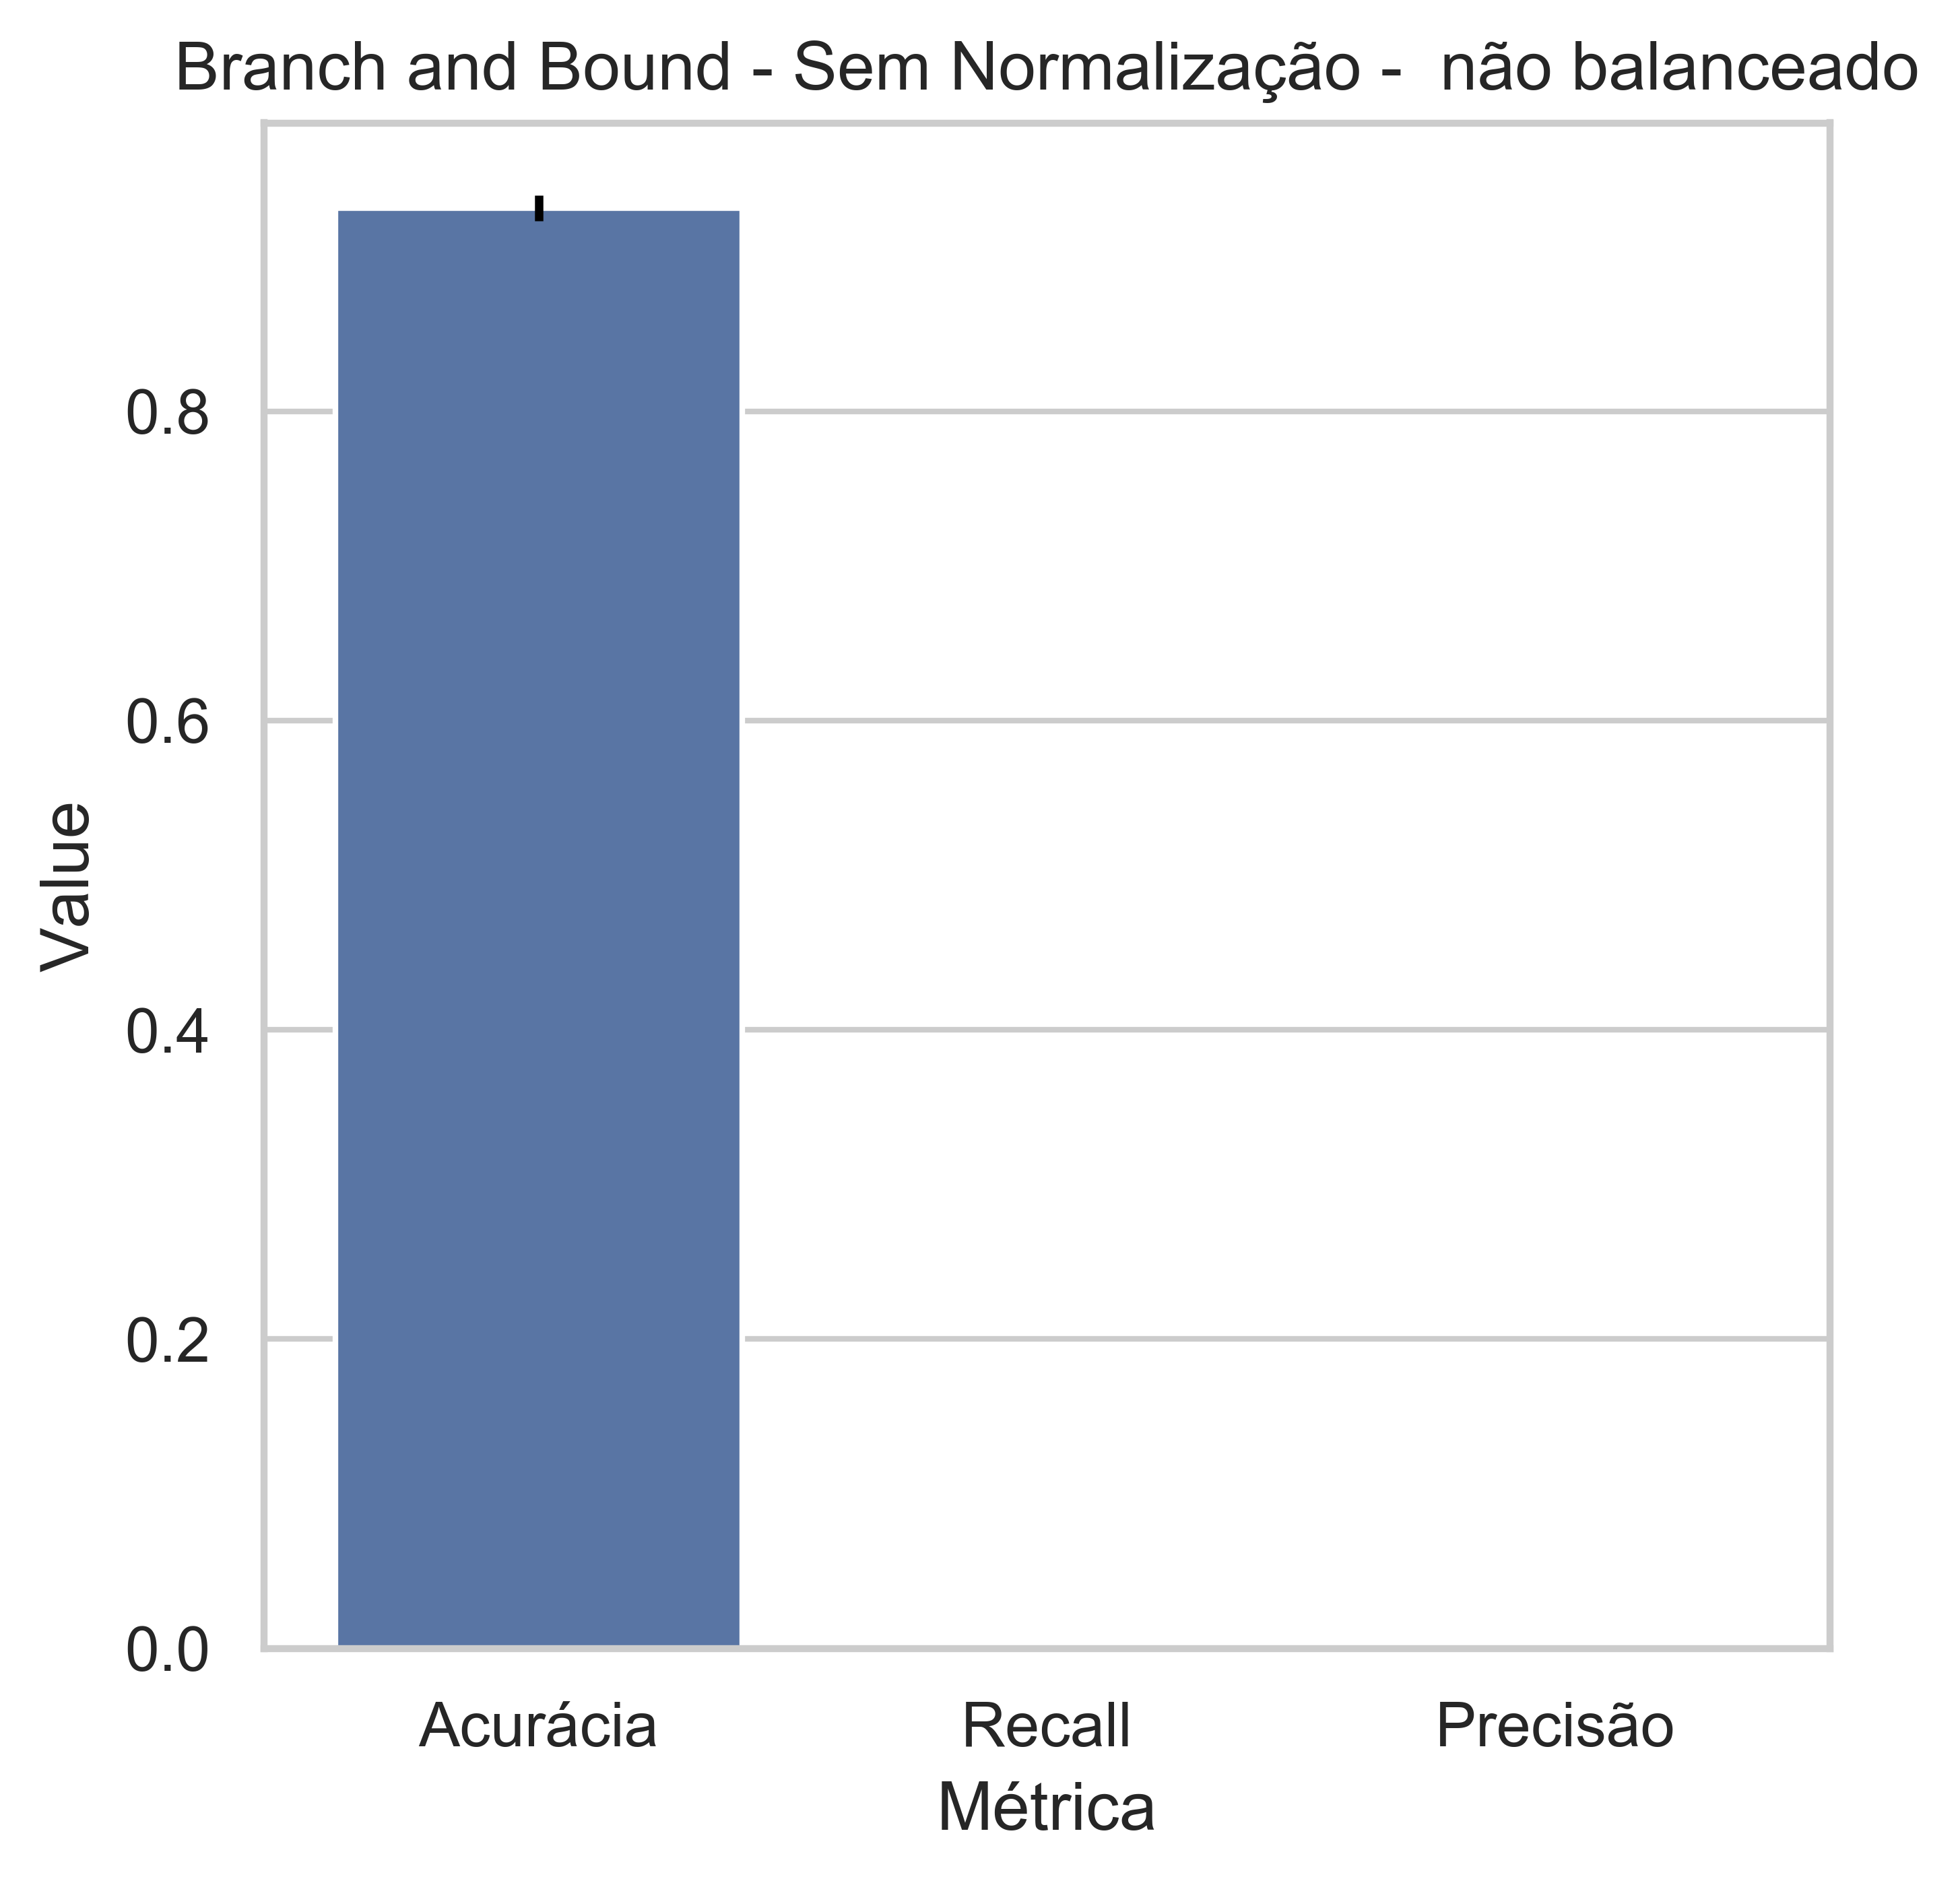 Branch and Bound - Sem Normalização -  não balanceado
Value
0.8
0.6
0.4
0.2
0.0
Acurácia Recall Precisão
Métrica